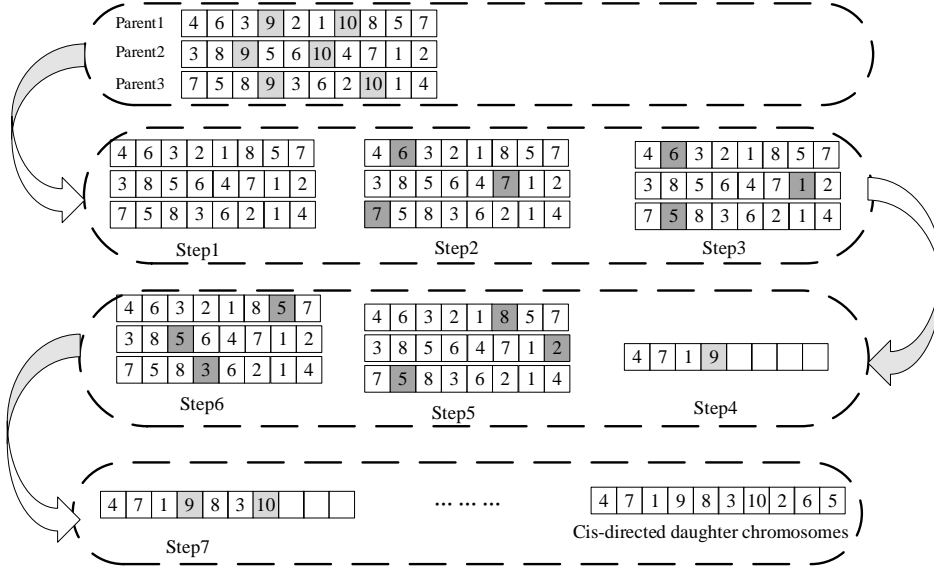 Parent1 4 6 3 9 2 1 10 8 5 7
Parent2 3 8 9 5 6 10 4 7 1 2
Parent3 7 5 8 9 3 6 2 10 1 4
4 6 3 2 1 8 5 7
3 8 5 6 4 7 1 2
7 5 8 3 6 2 1 4
Step1
4 6 3 2 1 8 5 7
3 8 5 6 4 7 1 2
7 5 8 3 6 2 1 4
Step2
4 6 3 2 1 8 5 7
3 8 5 6 4 7 1 2
7 5 8 3 6 2 1 4
Step3
4 6 3 2 1 8 5 7
3 8 5 6 4 7 1 2
7 5 8 3 6 2 1 4
Step6
4 6 3 2 1 8 5 7
3 8 5 6 4 7 1 2
7 5 8 3 6 2 1 4
Step5
4 7 1 9
Step4
4 7 1 9 8 3 10
Step7
... ... ...
4 7 1 9 8 3 10 2 6 5
Cis-directed daughter chromosomes